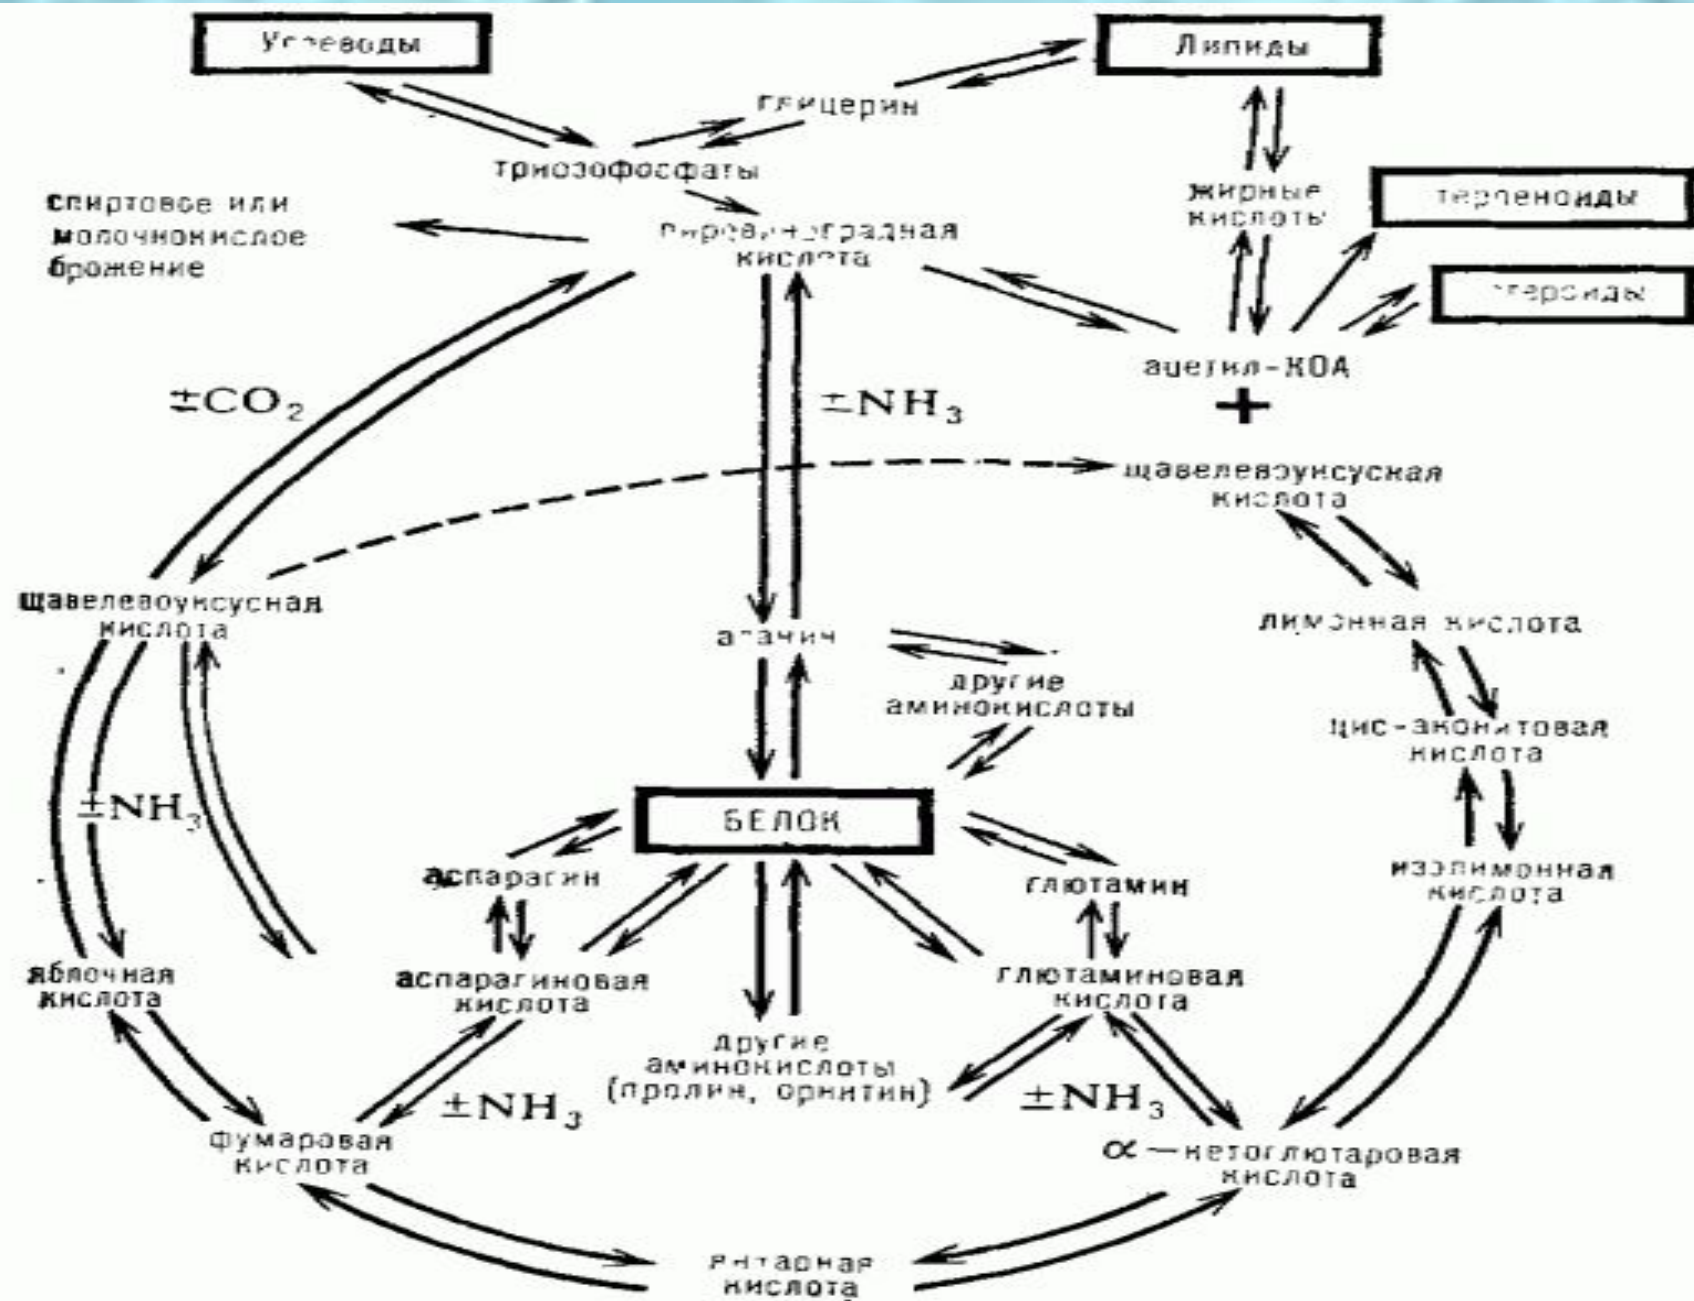 Углеводы
Липиды
глицерин
триозофосфаты
жирные
кислоты
терпеноиды
спиртовое или
молочнокислое
брожение
пировиноградная
кислота
стероиды
ацетил-КОА
+
±CO₂
±NH₃
щавелевоуксусная
кислота
щавелевоуксусная
кислота
аланин
лимонная кислота
другие
аминокислоты
цис-аконитовая
кислота
±NH₃
БЕЛОК
аспарагин
глютамин
изолимонная
кислота
яблочная
кислота
аспарагиновая
кислота
глютаминовая
кислота
другие
аминокислоты
(пролин, орнитин)
±NH₃
±NH₃
фумаровая
кислота
α—кетоглютаровая
кислота
янтарная
кислота